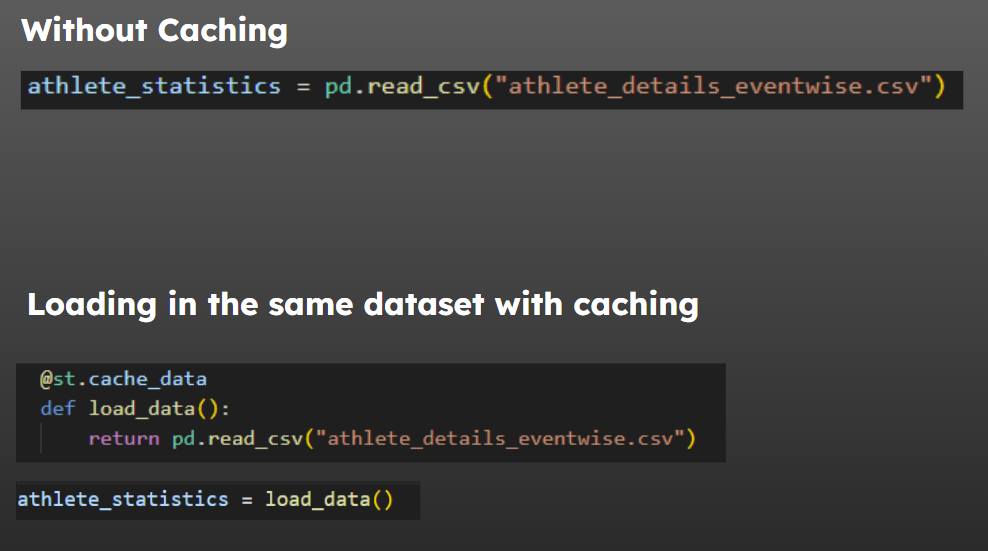 Without Caching
athlete_statistics = pd.read_csv("athlete_details_eventwise.csv")
Loading in the same dataset with caching
@st.cache_data
def load_data():
    return pd.read_csv("athlete_details_eventwise.csv")
athlete_statistics = load_data()